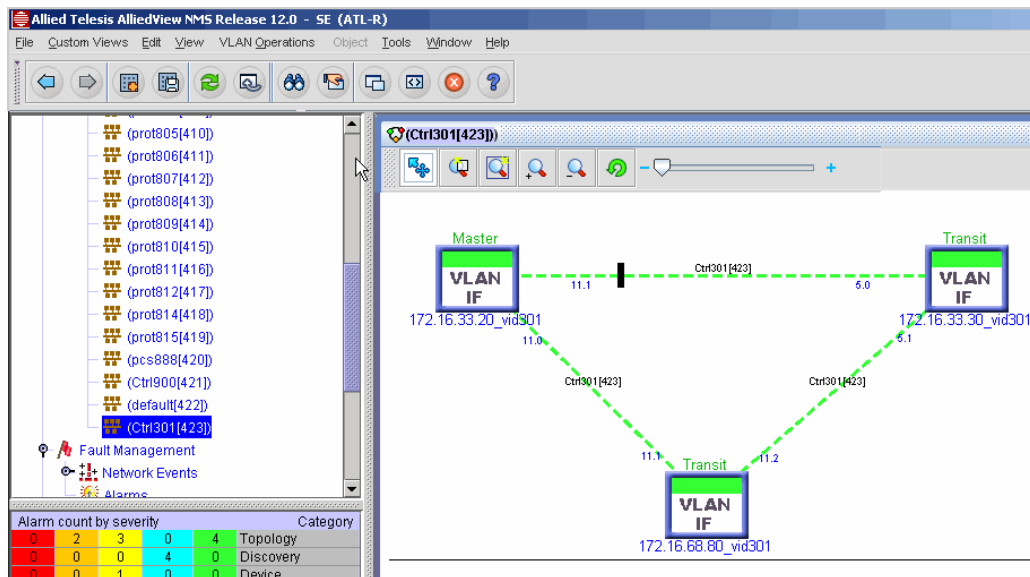 Allied Telesis AlliedView NMS Release 12.0 - SE (ATL-R)
File Custom Views Edit View VLAN Operations Object Tools Window Help
(prot805[410])
(prot806[411])
(prot807[412])
(prot808[413])
(prot809[414])
(prot810[415])
(prot811[416])
(prot812[417])
(prot814[418])
(prot815[419])
(pcs888[420])
(Ctrl900[421])
(default[422])
(Ctrl301[423])
Fault Management
Network Events
Alarms
Alarm count by severity Category
0 2 3 0 4 Topology
0 0 0 4 0 Discovery
0 0 1 0 0 Device
(Ctrl301[423]))
Master
VLAN
IF
172.16.33.20_vid301
11.1
Ctrl301[423]
5.0
Transit
VLAN
IF
172.16.33.30_vid301
11.0
5.1
Ctrl301[423]
Ctrl301[423]
11.1
11.2
Transit
VLAN
IF
172.16.68.80_vid301